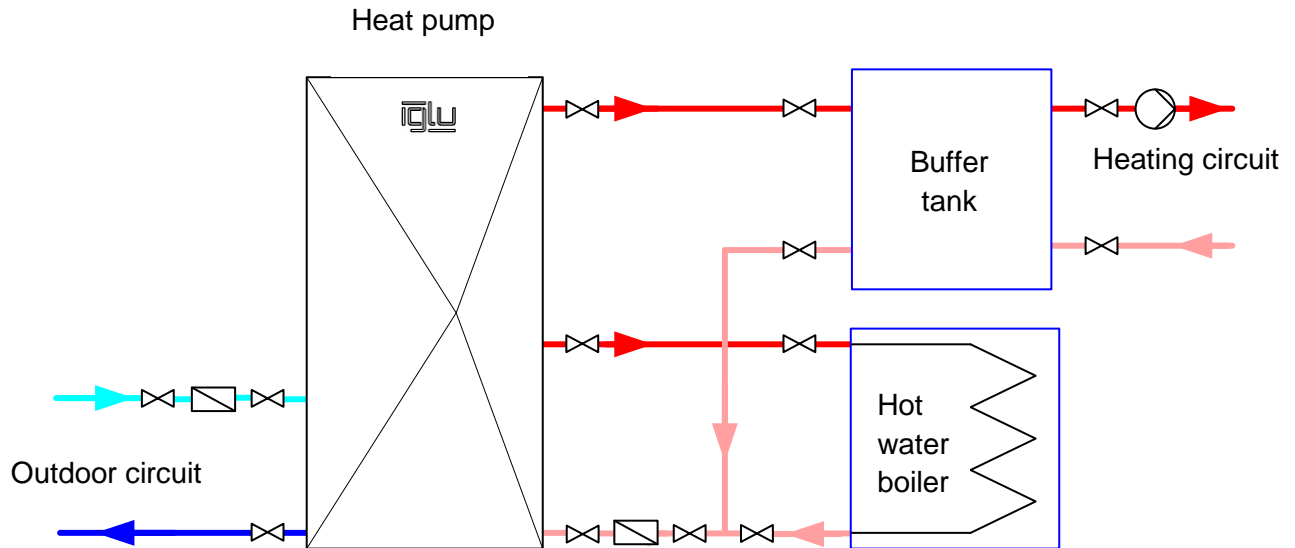 Heat pump
iglu
Buffer
tank
Heating circuit
Hot
water
boiler
Outdoor circuit